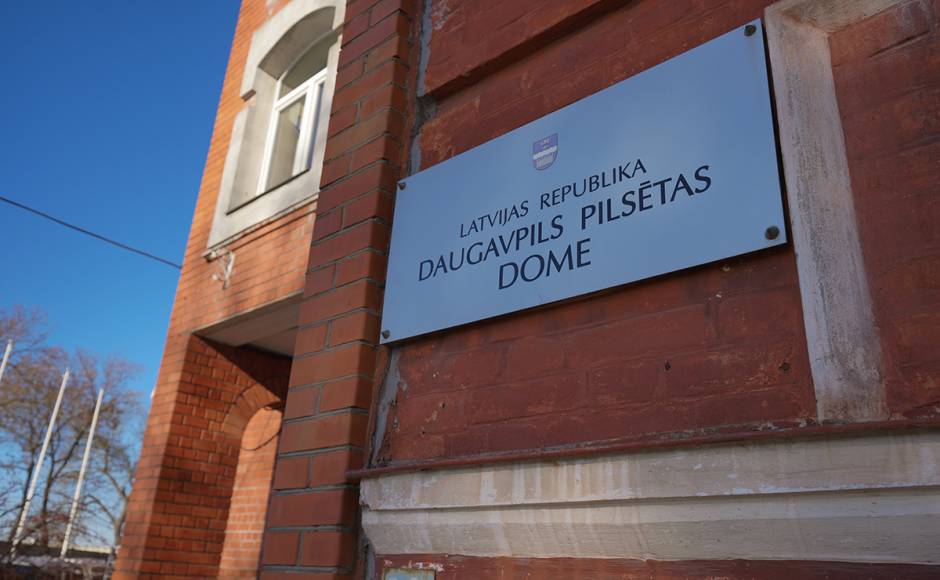 LATVIJAS REPUBLIKA
DAUGAVPILS PILSĒTAS
DOME